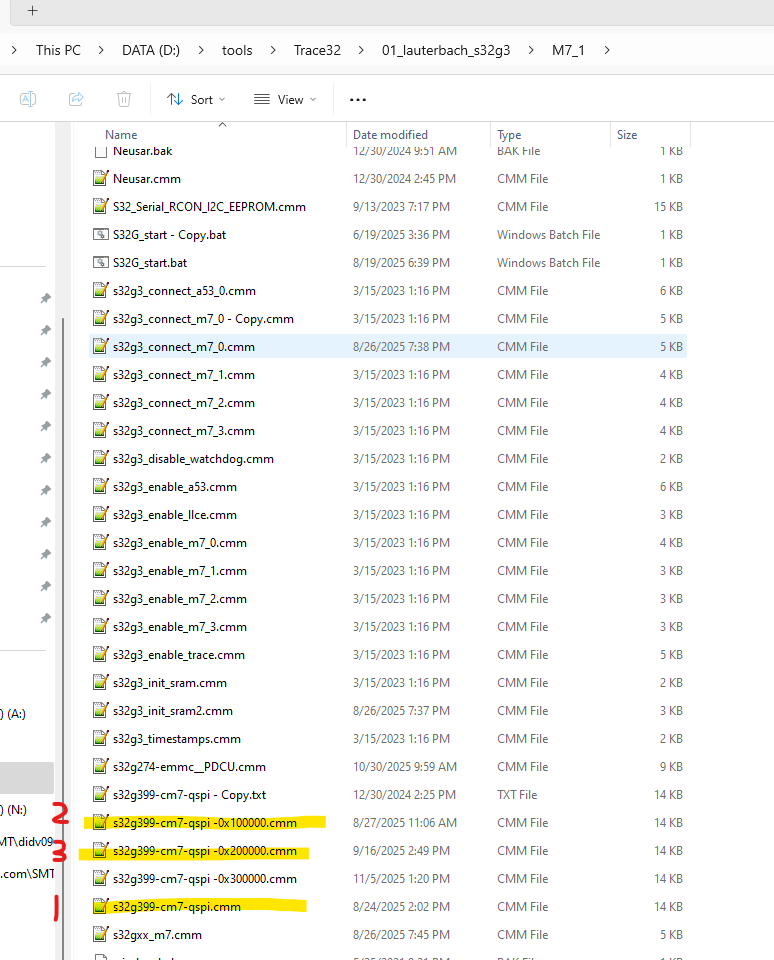 +
> This PC > DATA (D:) > tools > Trace32 > 01_lauterbach_s32g3 > M7_1 >
Sort View ...
Name Date modified Type Size
Neusar.bak 12/30/2024 9:51 AM BAK File 1 KB
Neusar.cmm 12/30/2024 2:45 PM CMM File 1 KB
S32_Serial_RCON_I2C_EEPROM.cmm 9/13/2023 7:17 PM CMM File 15 KB
S32G_start - Copy.bat 6/19/2025 3:36 PM Windows Batch File 1 KB
S32G_start.bat 8/19/2025 6:39 PM Windows Batch File 1 KB
s32g3_connect_a53_0.cmm 3/15/2023 1:16 PM CMM File 6 KB
s32g3_connect_m7_0 - Copy.cmm 3/15/2023 1:16 PM CMM File 5 KB
s32g3_connect_m7_0.cmm 8/26/2025 7:38 PM CMM File 5 KB
s32g3_connect_m7_1.cmm 3/15/2023 1:16 PM CMM File 4 KB
s32g3_connect_m7_2.cmm 3/15/2023 1:16 PM CMM File 4 KB
s32g3_connect_m7_3.cmm 3/15/2023 1:16 PM CMM File 4 KB
s32g3_disable_watchdog.cmm 3/15/2023 1:16 PM CMM File 2 KB
s32g3_enable_a53.cmm 3/15/2023 1:16 PM CMM File 6 KB
s32g3_enable_llce.cmm 3/15/2023 1:16 PM CMM File 3 KB
s32g3_enable_m7_0.cmm 3/15/2023 1:16 PM CMM File 4 KB
s32g3_enable_m7_1.cmm 3/15/2023 1:16 PM CMM File 3 KB
s32g3_enable_m7_2.cmm 3/15/2023 1:16 PM CMM File 3 KB
s32g3_enable_m7_3.cmm 3/15/2023 1:16 PM CMM File 3 KB
s32g3_enable_trace.cmm 3/15/2023 1:16 PM CMM File 5 KB
s32g3_init_sram.cmm 3/15/2023 1:16 PM CMM File 2 KB
s32g3_init_sram2.cmm 8/26/2025 7:37 PM CMM File 3 KB
) (A:) s32g3_timestamps.cmm 3/15/2023 1:16 PM CMM File 2 KB
s32g274-emmc__PDCU.cmm 10/30/2025 9:59 AM CMM File 9 KB
s32g399-cm7-qspi - Copy.txt 12/30/2024 2:25 PM TXT File 14 KB
) (N:) 2 s32g399-cm7-qspi -0x100000.cmm 8/27/2025 11:06 AM CMM File 14 KB
MT\didv09 3 s32g399-cm7-qspi -0x200000.cmm 9/16/2025 2:49 PM CMM File 14 KB
.com\SMT s32g399-cm7-qspi -0x300000.cmm 11/5/2025 1:20 PM CMM File 14 KB
1 s32g399-cm7-qspi.cmm 8/24/2025 2:02 PM CMM File 14 KB
s32gxx_m7.cmm 8/26/2025 7:45 PM CMM File 5 KB